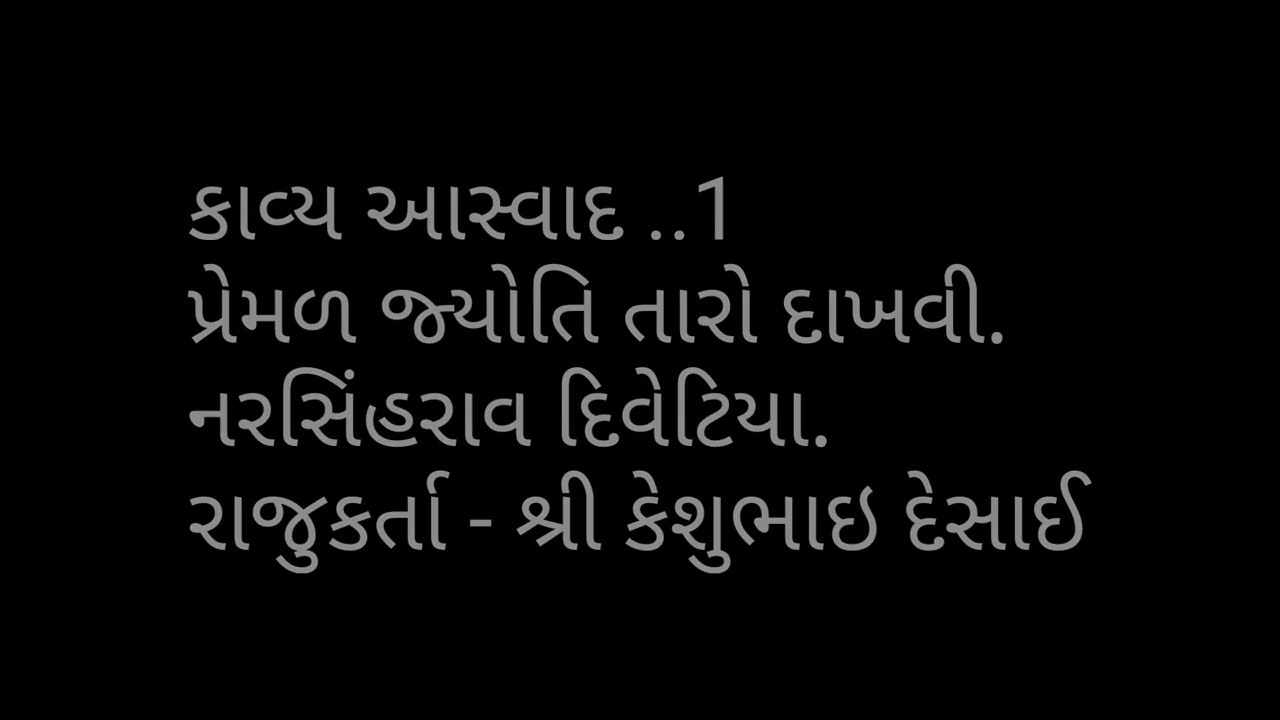 કાવ્ય આસ્વાદ ..1
પ્રેમળ જ્યોતિ તારો દાખવી.
નરસિંહરાવ દિવેટિયા.
રાજુકર્તા - શ્રી કેશુભાઇ દેસાઈ